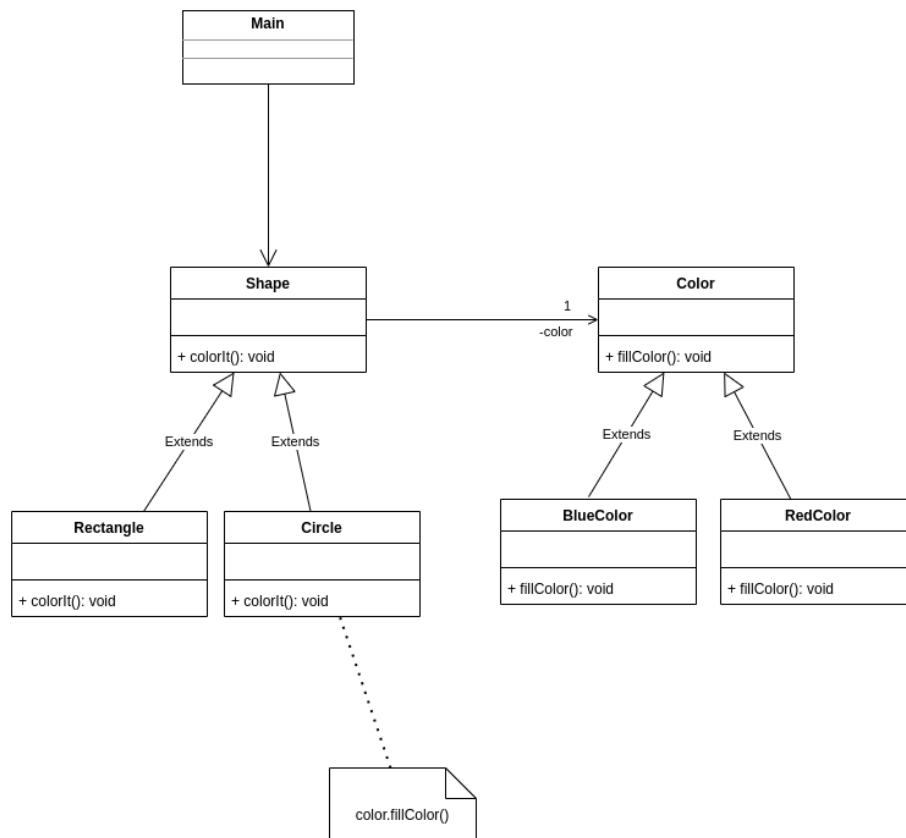 Main
Shape
+ colorIt(): void
1
-color
Color
+ fillColor(): void
Extends
Extends
Extends
Extends
Rectangle
+ colorIt(): void
Circle
+ colorIt(): void
BlueColor
+ fillColor(): void
RedColor
+ fillColor(): void
color.fillColor()